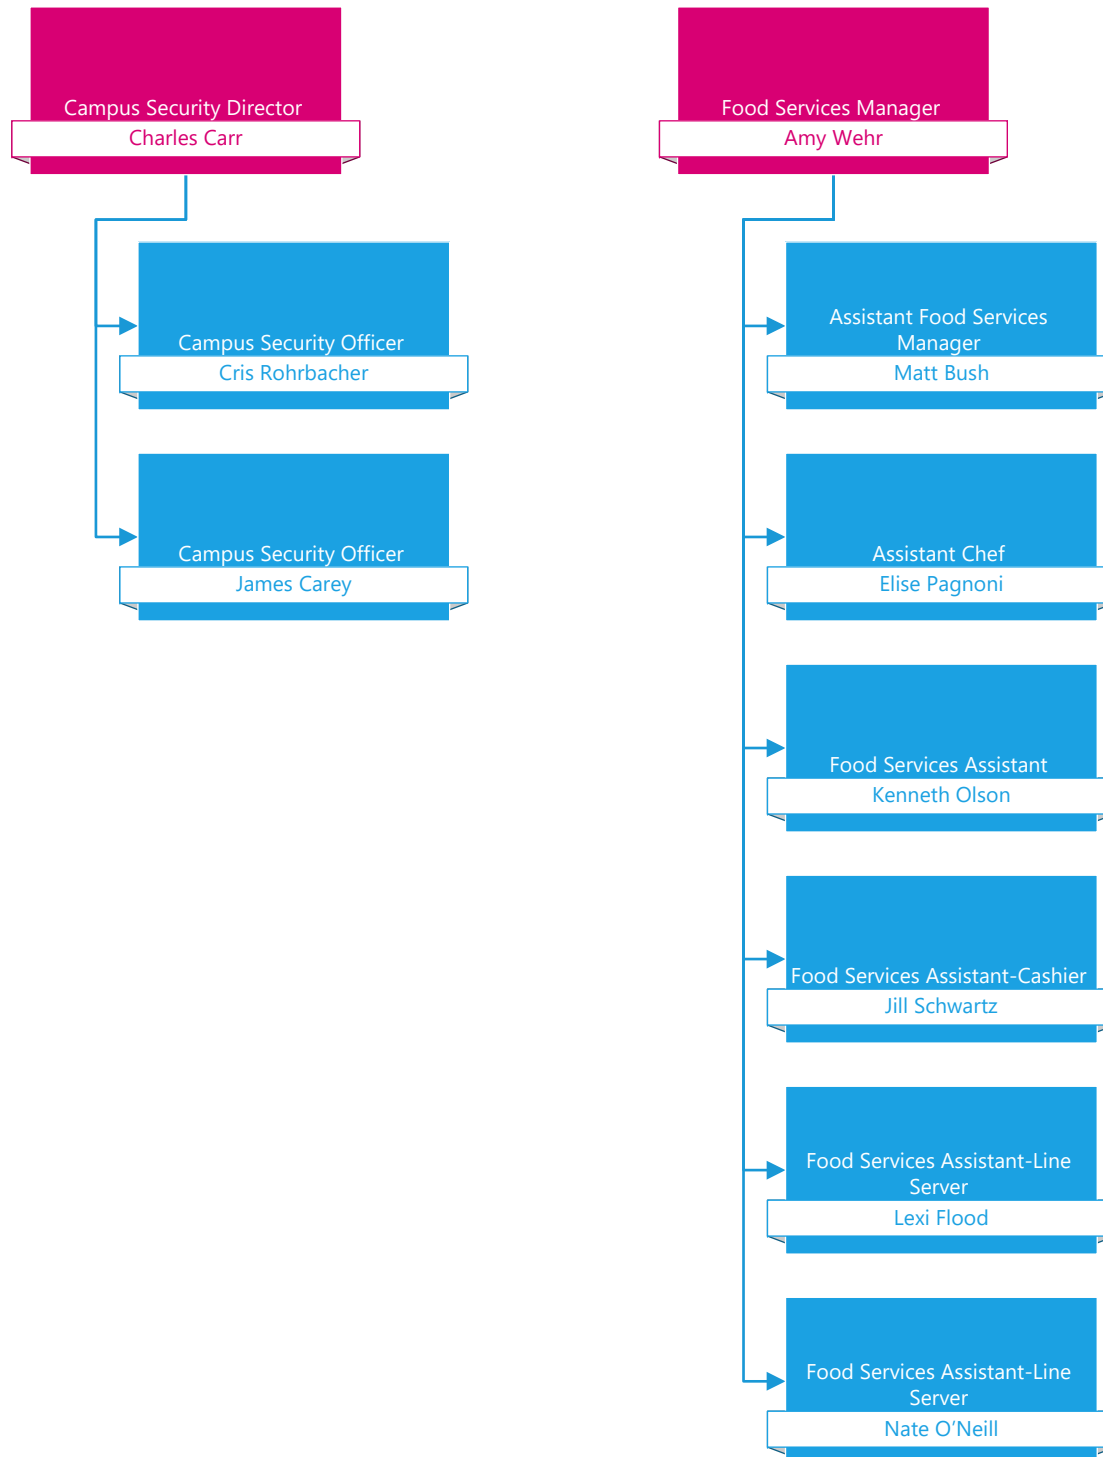 Campus Security Director
Charles Carr
Campus Security Officer
Cris Rohrbacher
Campus Security Officer
James Carey
Food Services Manager
Amy Wehr
Assistant Food Services
Manager
Matt Bush
Assistant Chef
Elise Pagnoni
Food Services Assistant
Kenneth Olson
Food Services Assistant-Cashier
Jill Schwartz
Food Services Assistant-Line
Server
Lexi Flood
Food Services Assistant-Line
Server
Nate O’Neill